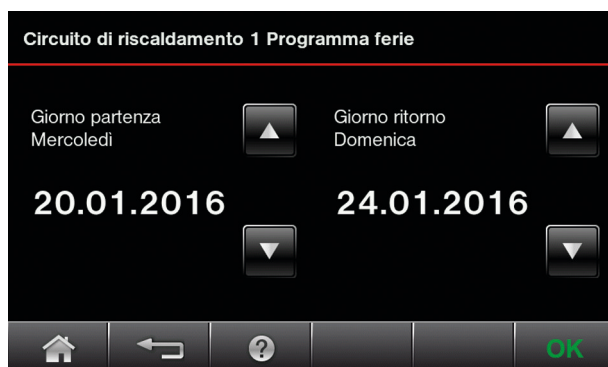 Circuito di riscaldamento 1 Programma ferie
Giorno partenza
Mercoledì
20.01.2016
Giorno ritorno
Domenica
24.01.2016
?
OK